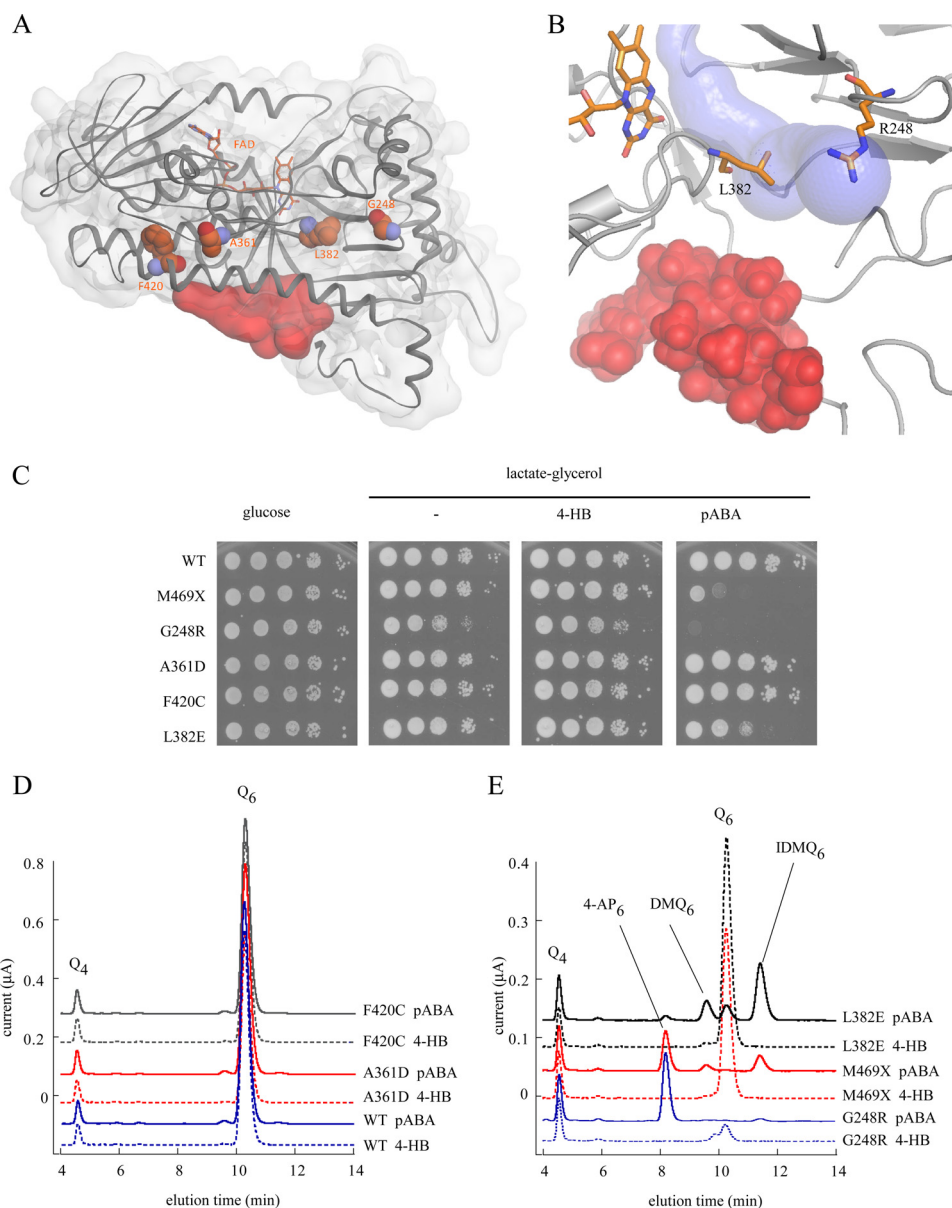 A
FAD
G248
A361
L382
F420
B
R248
L382
C
lactate-glycerol
glucose
-
4-HB
pABA
WT
M469X
G248R
A361D
F420C
L382E
D
Q6
0.8
0.6
0.4
0.2
0
current (µA)
Q4
F420C pABA
F420C 4-HB
A361D pABA
A361D 4-HB
WT pABA
WT 4-HB
4 6 8 10 12 14
elution time (min)
E
Q6
IDMQ6
4-AP6
DMQ6
Q4
0.4
0.3
0.2
0.1
0
current (µA)
L382E pABA
L382E 4-HB
M469X pABA
M469X 4-HB
G248R pABA
G248R 4-HB
4 6 8 10 12 14
elution time (min)